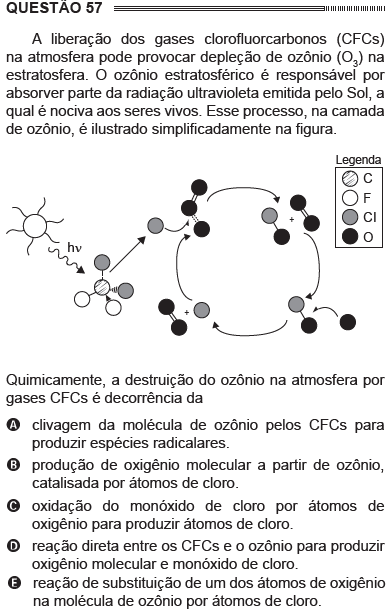 QUESTÃO 57
A liberação dos gases clorofluorcarbonos (CFCs)
na atmosfera pode provocar depleção de ozônio (O3) na
estratosfera. O ozônio estratosférico é responsável por
absorver parte da radiação ultravioleta emitida pelo Sol, a
qual é nociva aos seres vivos. Esse processo, na camada
de ozônio, é ilustrado simplificadamente na figura.
Legenda
C
F
Cl
O
hν
+
+
Quimicamente, a destruição do ozônio na atmosfera por
gases CFCs é decorrência da
A clivagem da molécula de ozônio pelos CFCs para
produzir espécies radicalares.
B produção de oxigênio molecular a partir de ozônio,
catalisada por átomos de cloro.
C oxidação do monóxido de cloro por átomos de
oxigênio para produzir átomos de cloro.
D reação direta entre os CFCs e o ozônio para produzir
oxigênio molecular e monóxido de cloro.
E reação de substituição de um dos átomos de oxigênio
na molécula de ozônio por átomos de cloro.